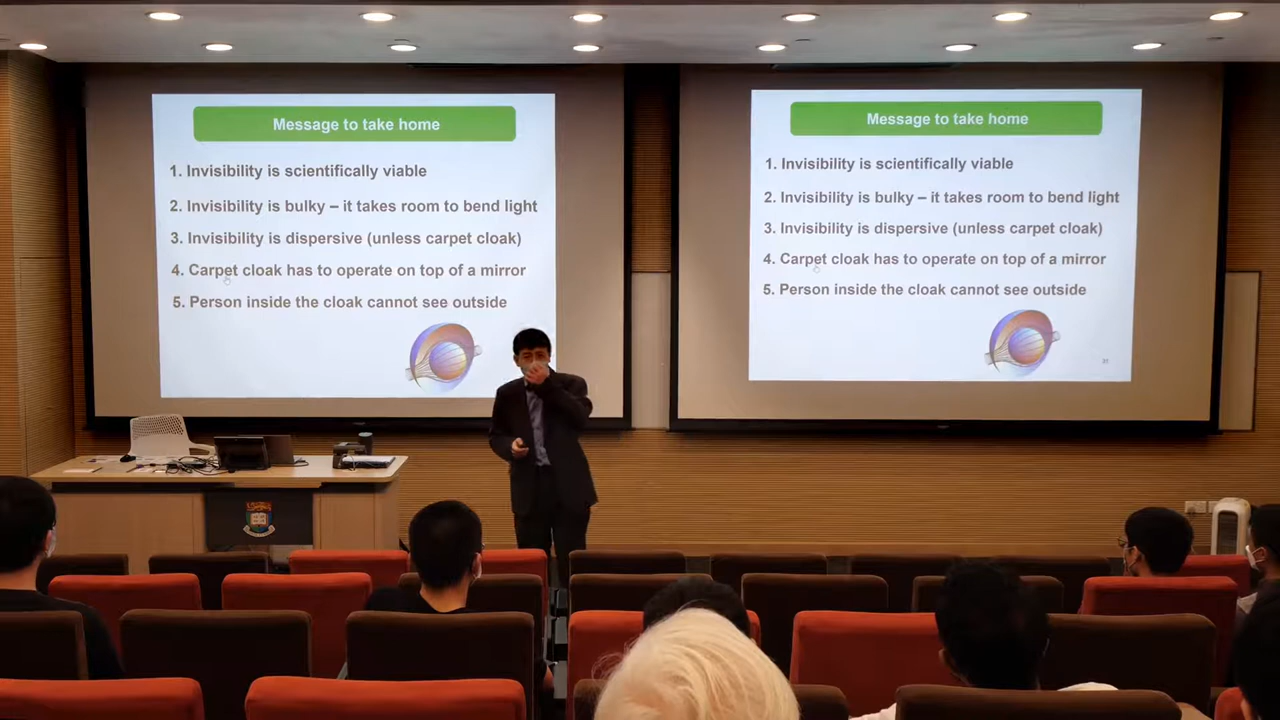 Message to take home
1. Invisibility is scientifically viable
2. Invisibility is bulky – it takes room to bend light
3. Invisibility is dispersive (unless carpet cloak)
4. Carpet cloak has to operate on top of a mirror
5. Person inside the cloak cannot see outside
Message to take home
1. Invisibility is scientifically viable
2. Invisibility is bulky – it takes room to bend light
3. Invisibility is dispersive (unless carpet cloak)
4. Carpet cloak has to operate on top of a mirror
5. Person inside the cloak cannot see outside